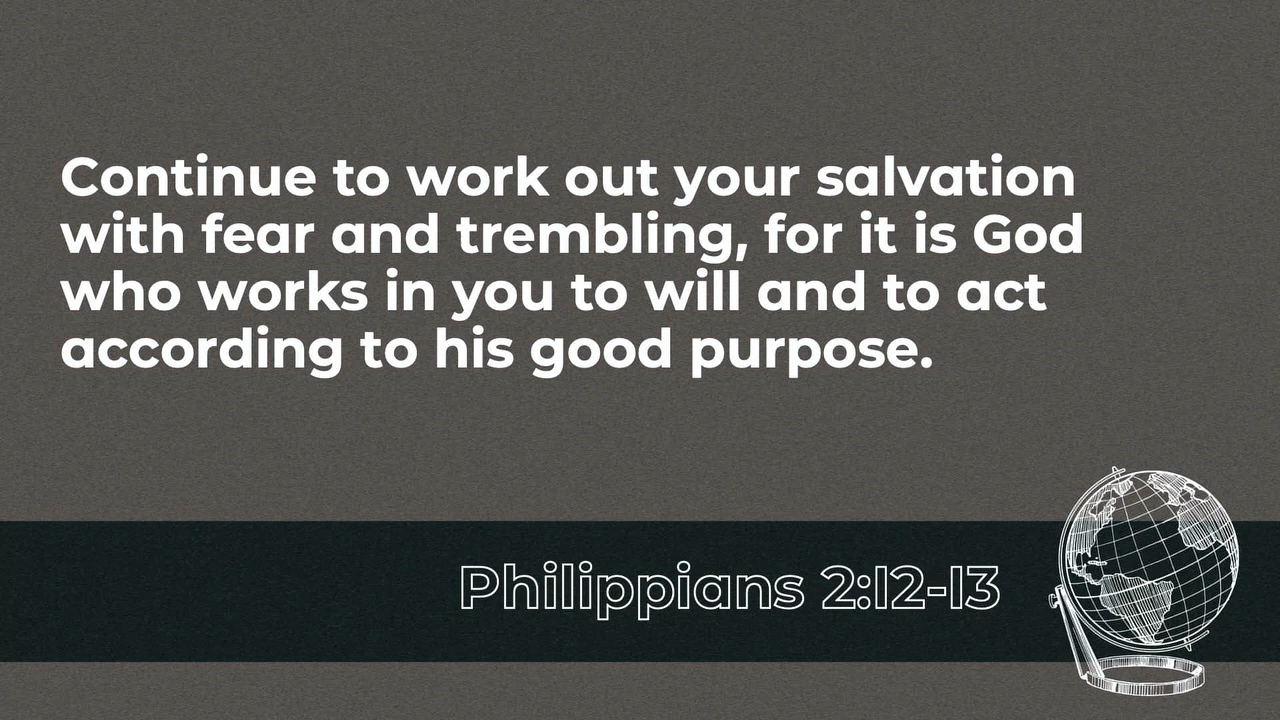 Continue to work out your salvation
with fear and trembling, for it is God
who works in you to will and to act
according to his good purpose.
Philippians 2:12-13